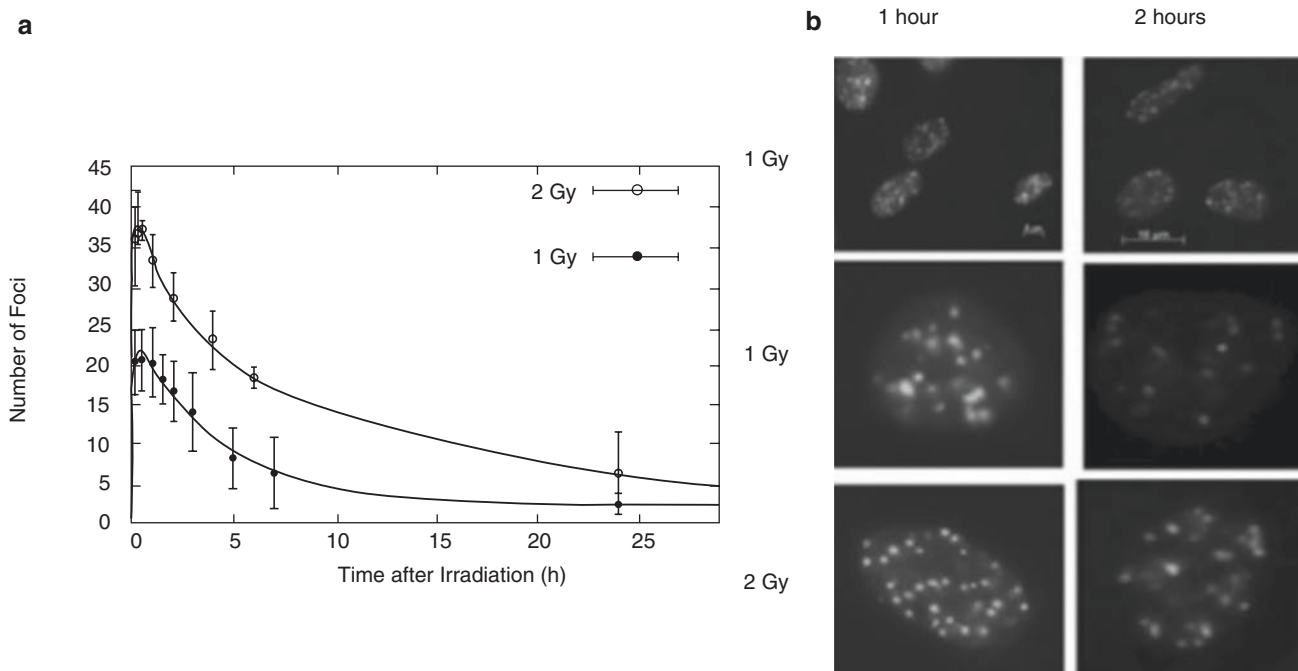 a
45
40
35
30
25
20
15
10
5
0
Number of Foci
2 Gy
1 Gy
0 5 10 15 20 25
Time after Irradiation (h)
b
1 hour 2 hours
1 Gy
10 µm
1 Gy
2 Gy